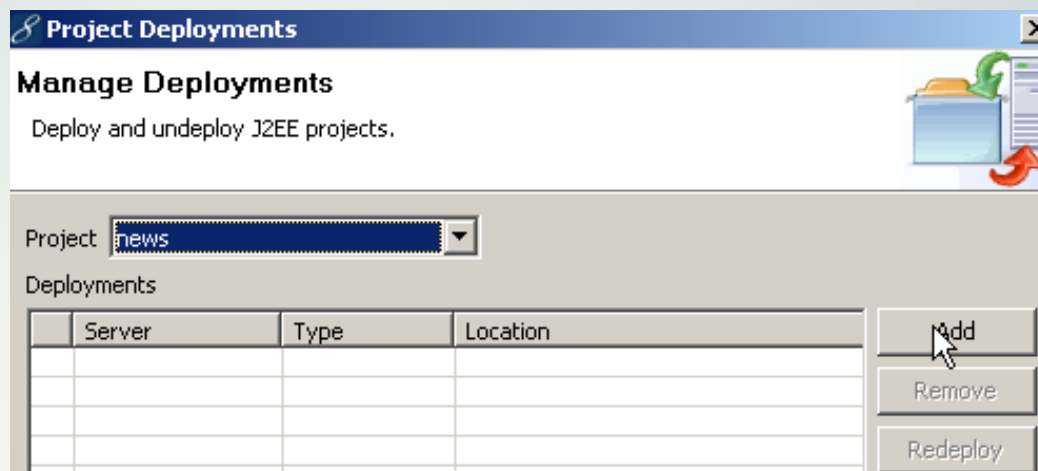 Project Deployments
Manage Deployments
Deploy and undeploy J2EE projects.
Project news
Deployments
Server Type Location
Add
Remove
Redeploy